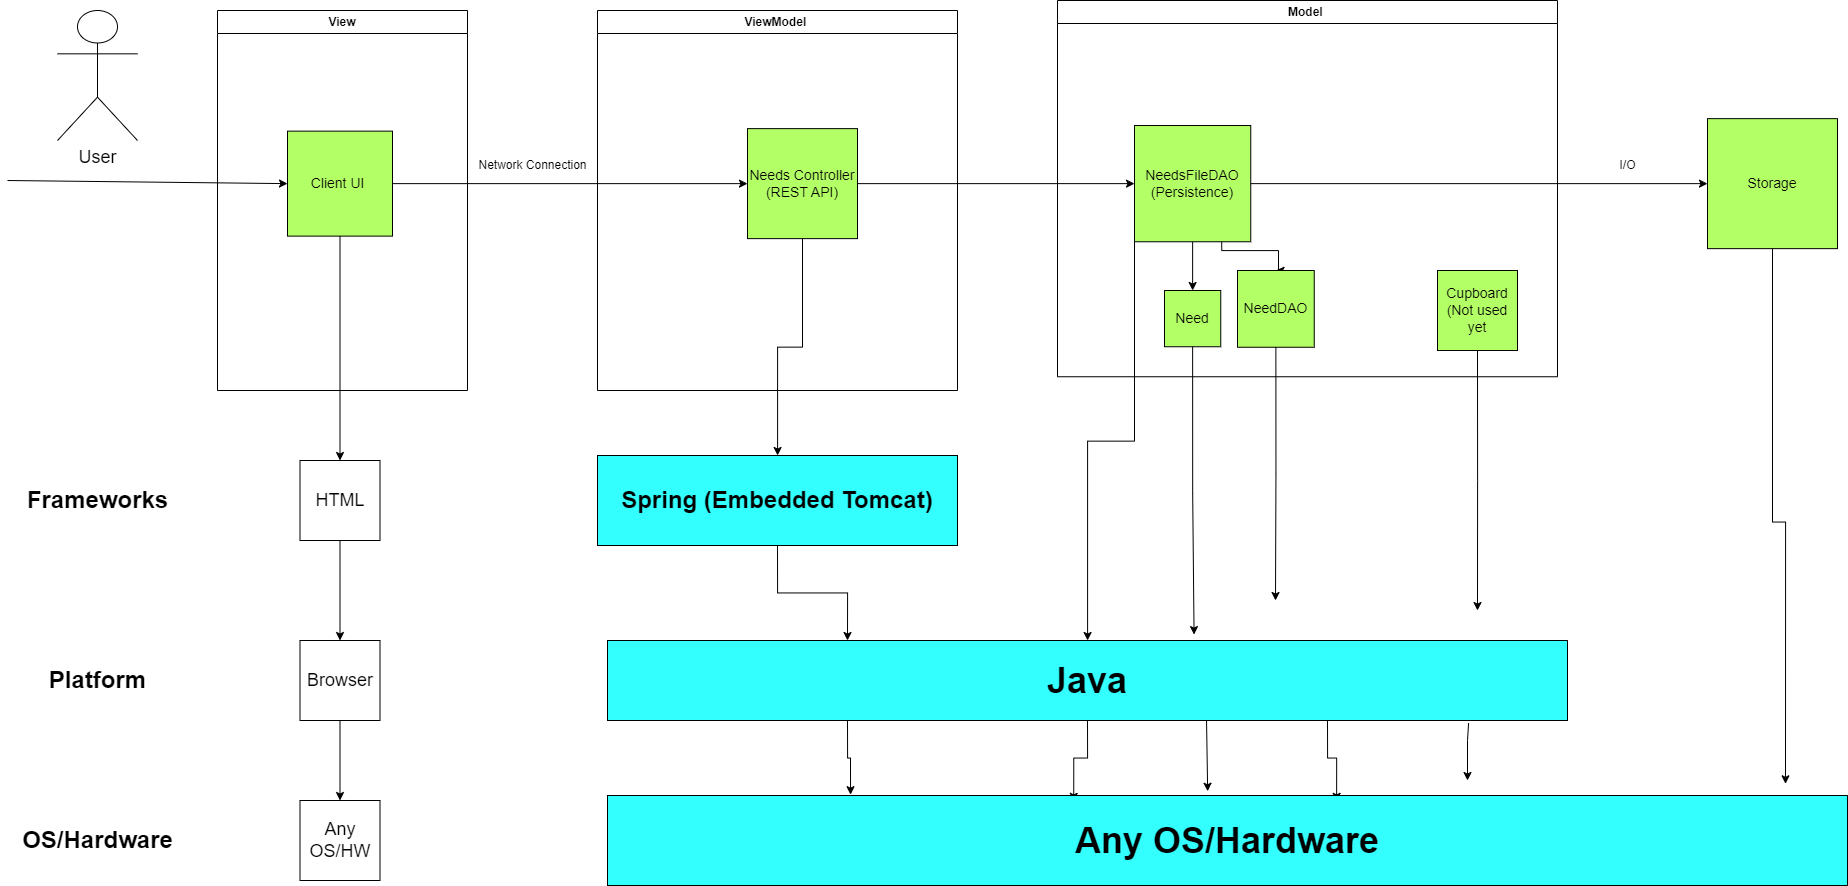 View
ViewModel
Model
User
Client UI
Network Connection
Needs Controller
(REST API)
NeedsFileDAO
(Persistence)
I/O
Storage
Need
NeedDAO
Cupboard
(Not used
yet
Frameworks
HTML
Spring (Embedded Tomcat)
Platform
Browser
Java
OS/Hardware
Any
OS/HW
Any OS/Hardware